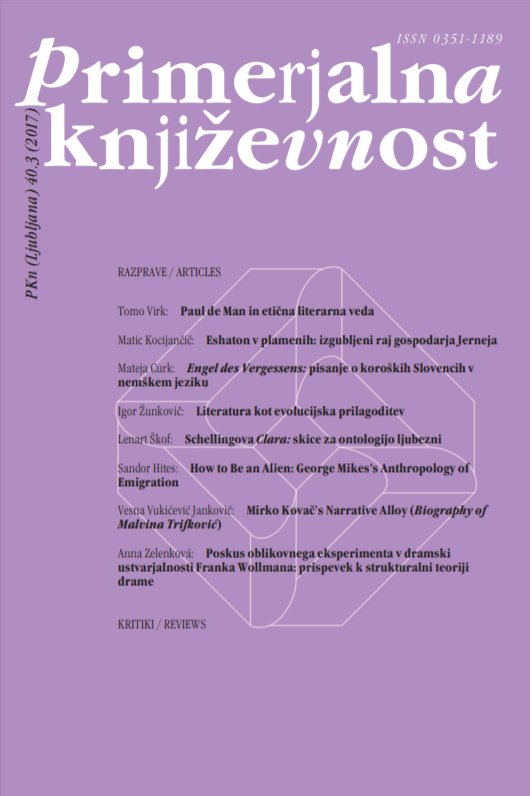 ISSN 0351-1189
Primerjalna
književnost
PKn (Ljubljana) 40.3 (2017)
RAZPRAVE / ARTICLES
Tomo Virk: Paul de Man in etična literarna veda
Matic Kocijančič: Eshaton v plamenih: izgubljeni raj gospodarja Jerneja
Mateja Curk: Engel des Vergessens: pisanje o koroških Slovencih v
nemškem jeziku
Igor Žunkovič: Literatura kot evolucijska prilagoditev
Lenart Škof: Schellingova Clara: skice za ontologijo ljubezni
Sandor Hites: How to Be an Alien: George Mikes's Anthropology of
Emigration
Vesna Vukićević Janković: Mirko Kovač's Narrative Alloy (Biography of
Malvina Trifković)
Anna Zelenková: Poskus oblikovnega eksperimenta v dramski
ustvarjalnosti Franka Wollmana: prispevek k strukturalni teoriji
drame
KRITIKI / REVIEWS